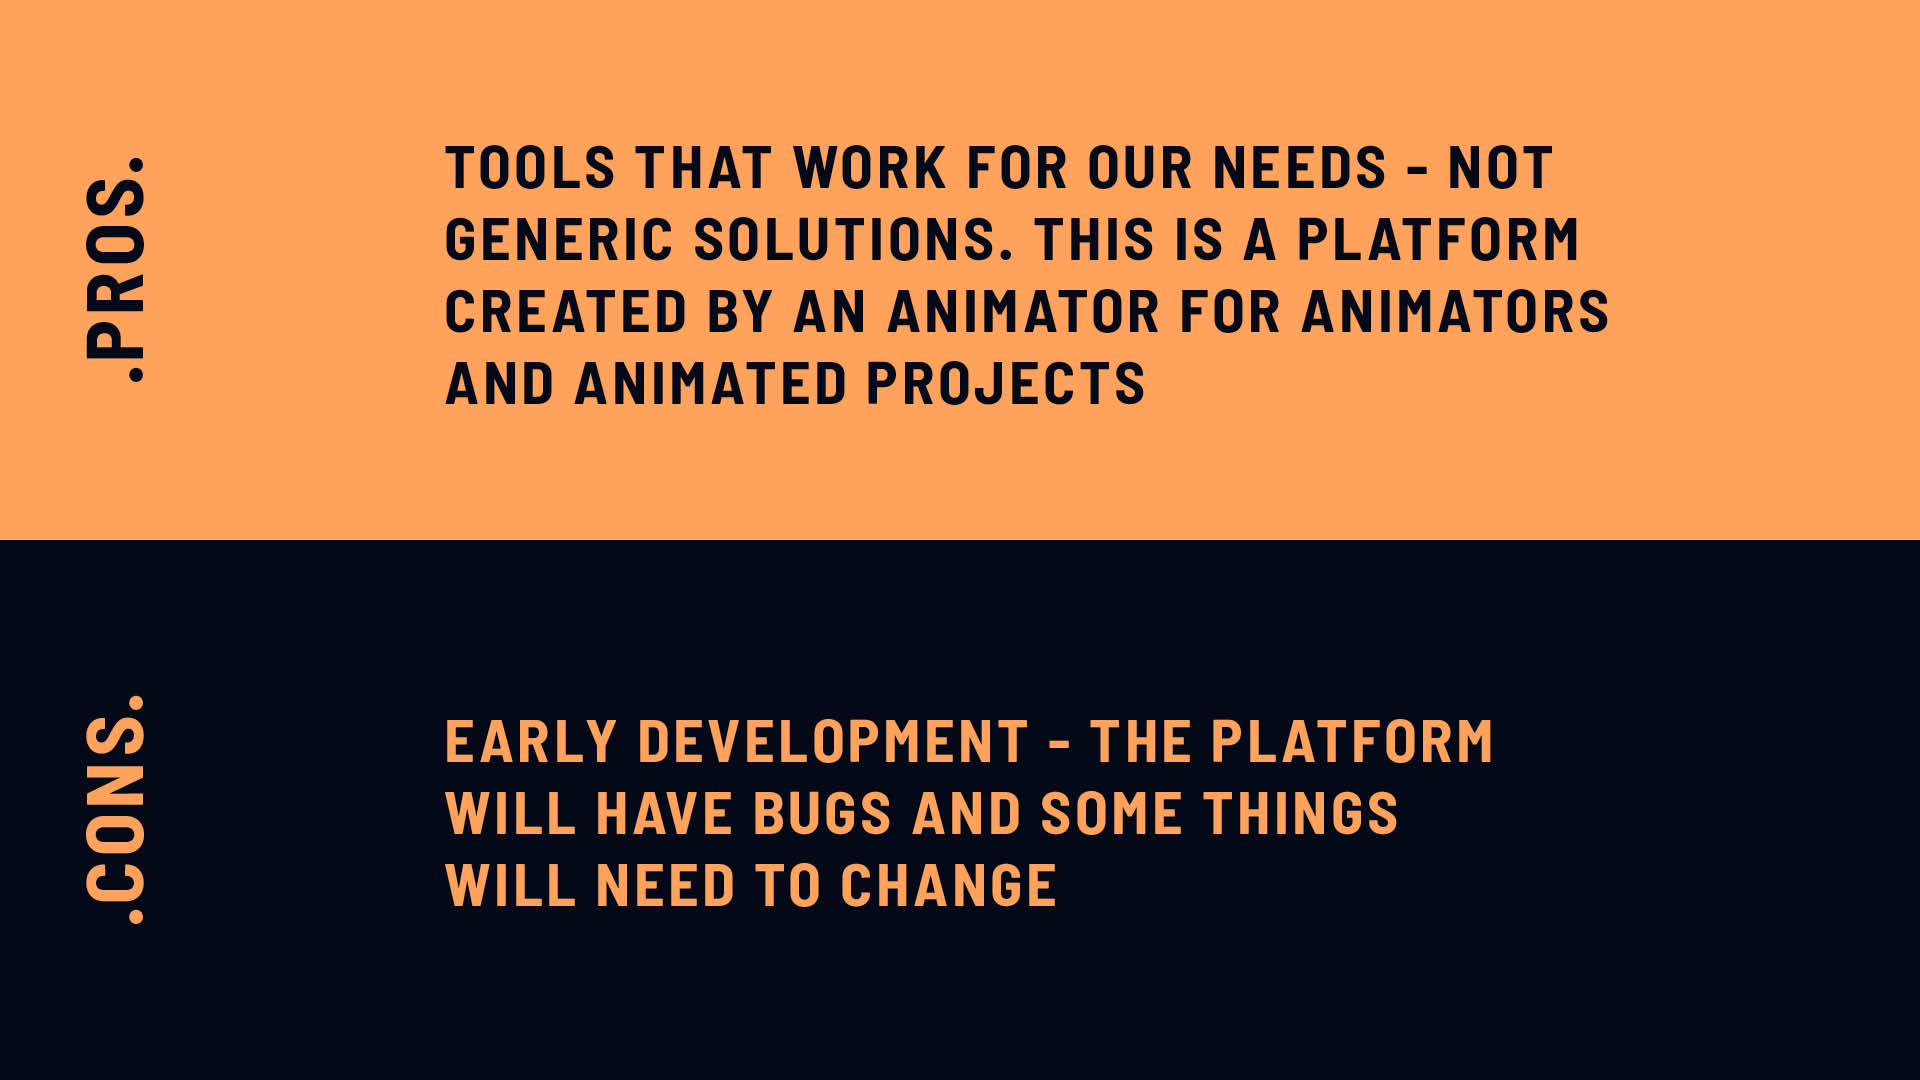 .PROS.
TOOLS THAT WORK FOR OUR NEEDS - NOT
GENERIC SOLUTIONS. THIS IS A PLATFORM
CREATED BY AN ANIMATOR FOR ANIMATORS
AND ANIMATED PROJECTS
.CONS.
EARLY DEVELOPMENT - THE PLATFORM
WILL HAVE BUGS AND SOME THINGS
WILL NEED TO CHANGE